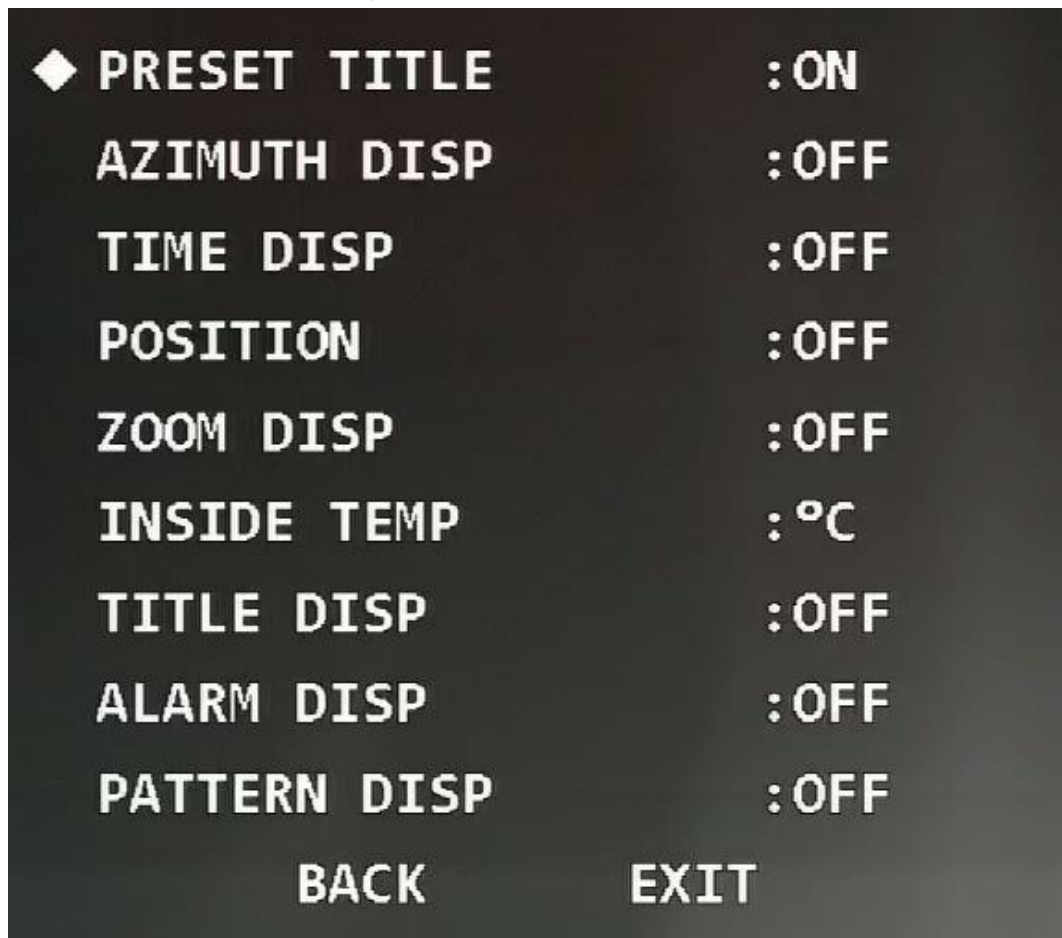 ◆ PRESET TITLE :ON
AZIMUTH DISP :OFF
TIME DISP :OFF
POSITION :OFF
ZOOM DISP :OFF
INSIDE TEMP :ºC
TITLE DISP :OFF
ALARM DISP :OFF
PATTERN DISP :OFF
BACK EXIT